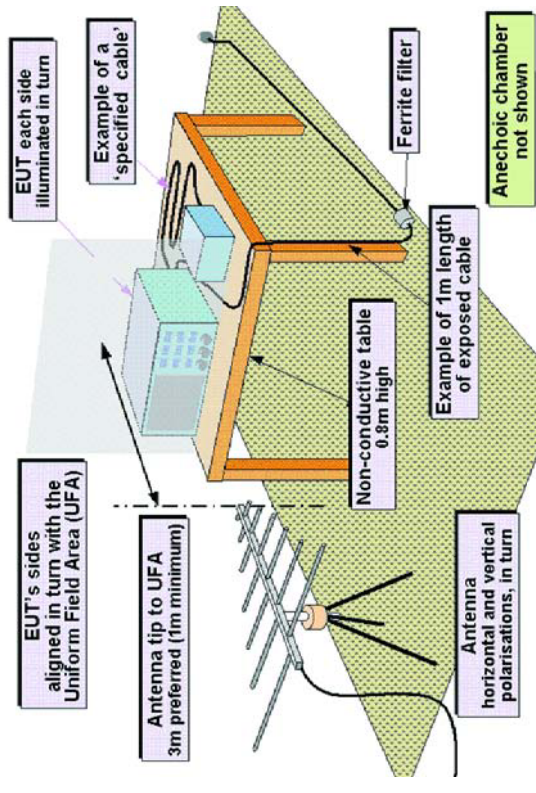 EUT's sides
aligned in turn with the
Uniform Field Area (UFA)
EUT each side
illuminated in turn
Antenna tip to UFA
3m preferred (1m minimum)
Example of a
‘specified cable’
Non-conductive table
0.8m high
Ferrite filter
Antenna
horizontal and vertical
polarisations, in turn
Example of 1m length
of exposed cable
Anechoic chamber
not shown